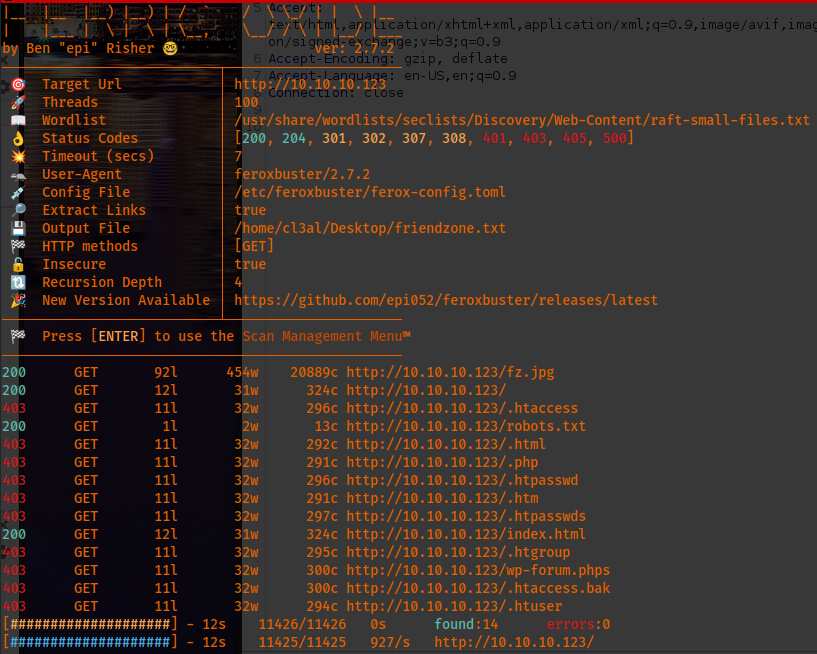 |__ |__ |__) |__) | / ` / \ \_/ | | \ |__
| |___ | \ | \ | \__, \__/ / \ | |__/ |___
by Ben "epi" Risher 🤓 ver: 2.7.2
5 Accept:
text/html,application/xhtml+xml,application/xml;q=0.9,image/avif,imag
on/signed-exchange;v=b3;q=0.9
6 Accept-Encoding: gzip, deflate
Accept-Language: en-US,en;q=0.9
Connection: close
🎯 Target Url │ http://10.10.10.123
🚀 Threads │ 100
📖 Wordlist │ /usr/share/wordlists/seclists/Discovery/Web-Content/raft-small-files.txt
👌 Status Codes │ [200, 204, 301, 302, 307, 308, 401, 403, 405, 500]
💥 Timeout (secs) │ 7
🦡 User-Agent │ feroxbuster/2.7.2
💉 Config File │ /etc/feroxbuster/ferox-config.toml
🔎 Extract Links │ true
💾 Output File │ /home/cl3al/Desktop/friendzone.txt
🏁 HTTP methods │ [GET]
🔓 Insecure │ true
🔃 Recursion Depth │ 4
🎉 New Version Available │ https://github.com/epi052/feroxbuster/releases/latest
🏁 Press [ENTER] to use the Scan Management Menu™
200 GET 92l 454w 20889c http://10.10.10.123/fz.jpg
200 GET 12l 31w 324c http://10.10.10.123/
403 GET 11l 32w 296c http://10.10.10.123/.htaccess
200 GET 1l 2w 13c http://10.10.10.123/robots.txt
403 GET 11l 32w 292c http://10.10.10.123/.html
403 GET 11l 32w 291c http://10.10.10.123/.php
403 GET 11l 32w 296c http://10.10.10.123/.htpasswd
403 GET 11l 32w 291c http://10.10.10.123/.htm
403 GET 11l 32w 297c http://10.10.10.123/.htpasswds
200 GET 12l 31w 324c http://10.10.10.123/index.html
403 GET 11l 32w 295c http://10.10.10.123/.htgroup
403 GET 11l 32w 300c http://10.10.10.123/wp-forum.phps
403 GET 11l 32w 300c http://10.10.10.123/.htaccess.bak
403 GET 11l 32w 294c http://10.10.10.123/.htuser
[####################] - 12s 11426/11426 0s found:14 errors:0
[####################] - 12s 11425/11425 927/s http://10.10.10.123/